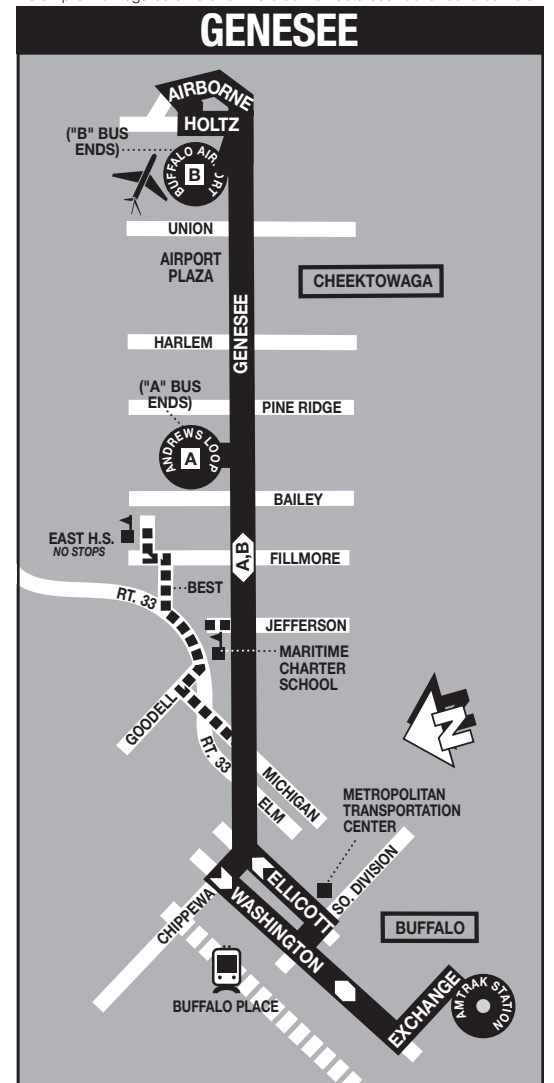 GENESEE
AIRBORNE
HOLTZ
("B" BUS
ENDS)
BUFFALO AIR.
B
UNION
AIRPORT
PLAZA
CHEEKTOWAGA
GENESEE
HARLEM
("A" BUS
ENDS)
PINE RIDGE
ANDREWS LOOP
A
BAILEY
EAST H.S.
NO STOPS
A,B
FILLMORE
BEST
RT. 33
JEFFERSON
MARITIME
CHARTER
SCHOOL
GOODELL
RT. 33
MICHIGAN
ELM
N
METROPOLITAN
TRANSPORTATION
CENTER
ELLICOTT
SO. DIVISION
CHIPPEWA
WASHINGTON
BUFFALO
BUFFALO PLACE
EXCHANGE
AMTRAK STATION